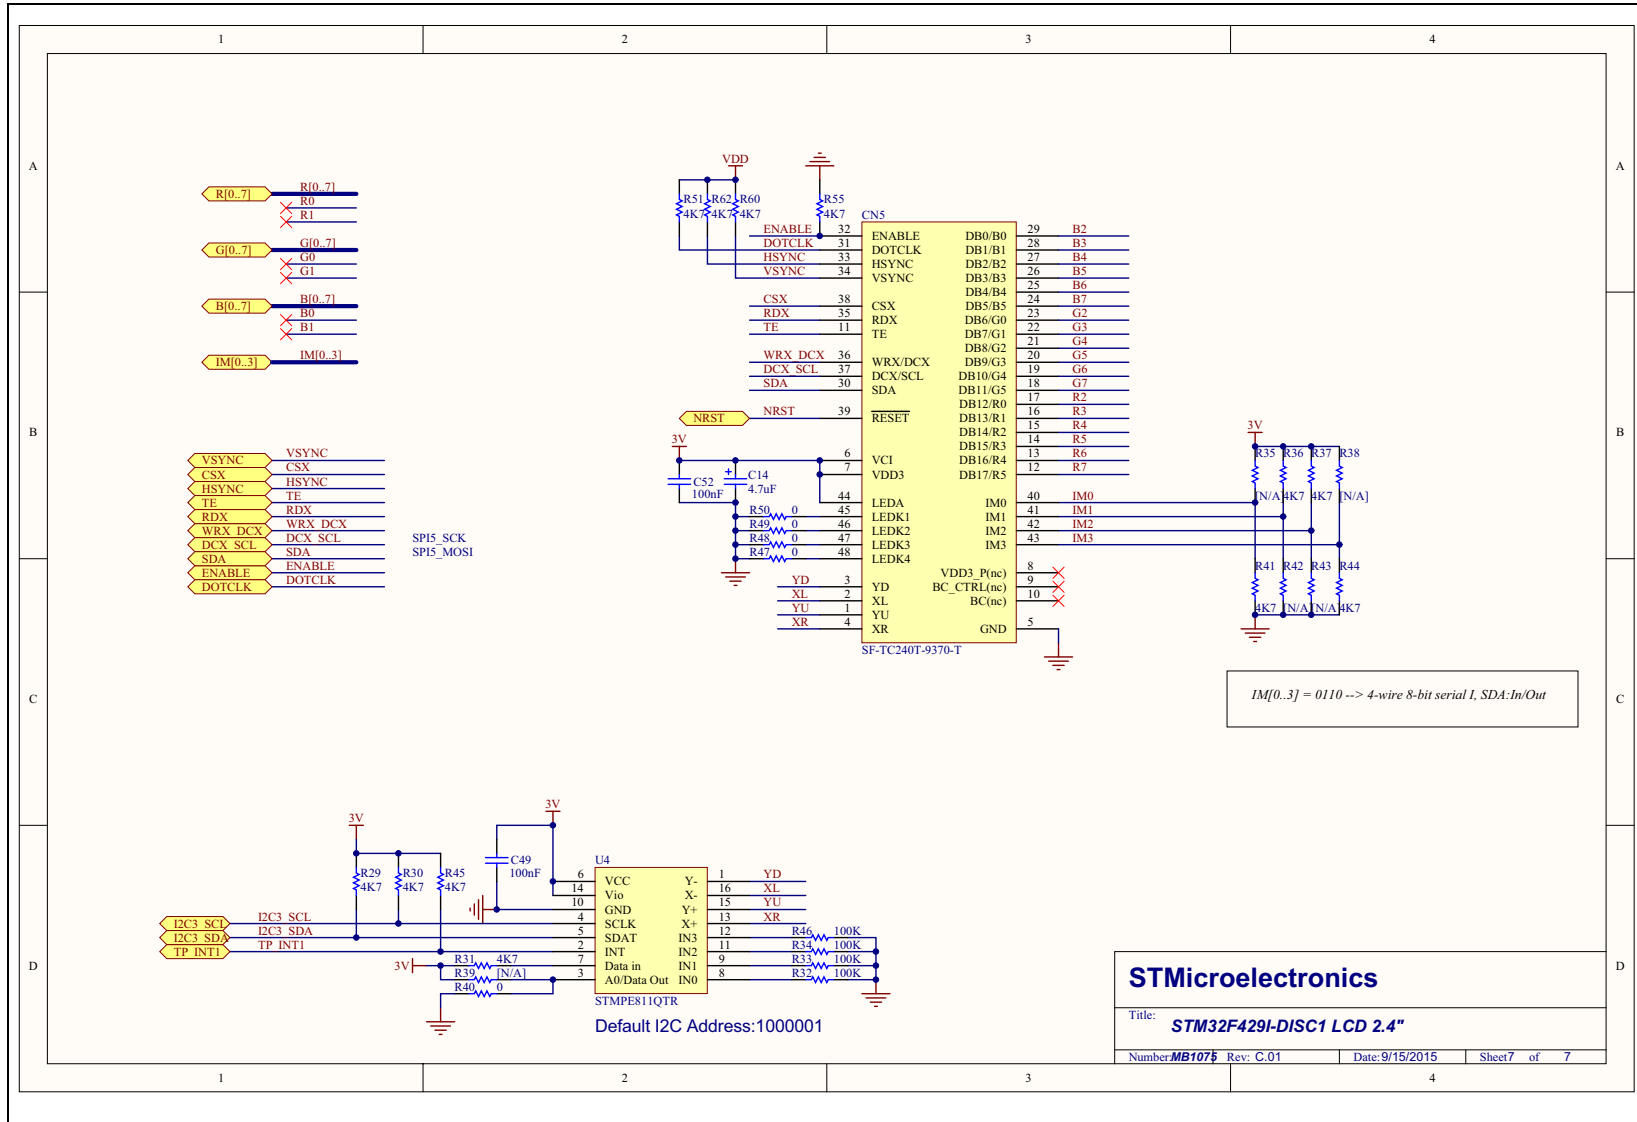 1 2 3 4
A A
B B
C C
D D
R[0..7] R[0..7]
R0
R1
G[0..7] G[0..7]
G0
G1
B[0..7] B[0..7]
B0
B1
IM[0..3] IM[0..3]
VSYNC VSYNC
CSX CSX
HSYNC HSYNC
TE TE
RDX RDX
WRX_DCX WRX_DCX
DCX_SCL DCX_SCL SPI5_SCK
SDA SDA SPI5_MOSI
ENABLE ENABLE
DOTCLK DOTCLK
VDD
R51 R62 R60 R55
4K7 4K7 4K7 4K7
CN5
ENABLE 32 ENABLE DB0/B0 29 B2
DOTCLK 31 DOTCLK DB1/B1 28 B3
HSYNC 33 HSYNC DB2/B2 27 B4
VSYNC 34 VSYNC DB3/B3 26 B5
DB4/B4 25 B6
CSX 38 CSX DB5/B5 24 B7
RDX 35 RDX DB6/G0 23 G2
TE 11 TE DB7/G1 22 G3
DB8/G2 21 G4
WRX_DCX 36 WRX/DCX DB9/G3 20 G5
DCX_SCL 37 DCX/SCL DB10/G4 19 G6
SDA 30 SDA DB11/G5 18 G7
DB12/R0 17 R2
NRST NRST 39 RESET DB13/R1 16 R3
DB14/R2 15 R4
3V DB15/R3 14 R5
6 VCI DB16/R4 13 R6
7 VDD3 DB17/R5 12 R7
C52 100nF C14 4.7uF
44 LEDA IM0 40 IM0
R50 0 45 LEDK1 IM1 41 IM1
R49 0 46 LEDK2 IM2 42 IM2
R48 0 47 LEDK3 IM3 43 IM3
R47 0 48 LEDK4
VDD3_P(nc) 8
YD 3 YD BC_CTRL(nc) 9
XL 2 XL BC(nc) 10
YU 1 YU
XR 4 XR GND 5
SF-TC240T-9370-T
3V
R35 R36 R37 R38
[N/A] 4K7 4K7 [N/A]
R41 R42 R43 R44
4K7 [N/A] [N/A] 4K7
IM[0..3] = 0110 --> 4-wire 8-bit serial I, SDA:In/Out
3V 3V
R29 R30 R45
4K7 4K7 4K7
C49
100nF
U4
6 VCC Y- 1 YD
14 Vio X- 16 XL
10 GND Y+ 15 YU
I2C3_SCL I2C3_SCL 4 SCLK X+ 13 XR
I2C3_SDA I2C3_SDA 5 SDAT IN3 12 R46 100K
TP_INT1 TP_INT1 2 INT IN2 11 R34 100K
3V R31 4K7 7 Data in IN1 9 R33 100K
R39 [N/A] 3 A0/Data Out IN0 8 R32 100K
R40 0
STMPE811QTR
Default I2C Address:1000001
STMicroelectronics
Title:
STM32F429I-DISC1 LCD 2.4"
Number:MB1075 Rev: C.01 Date:9/15/2015 Sheet7 of 7
1 2 3 4